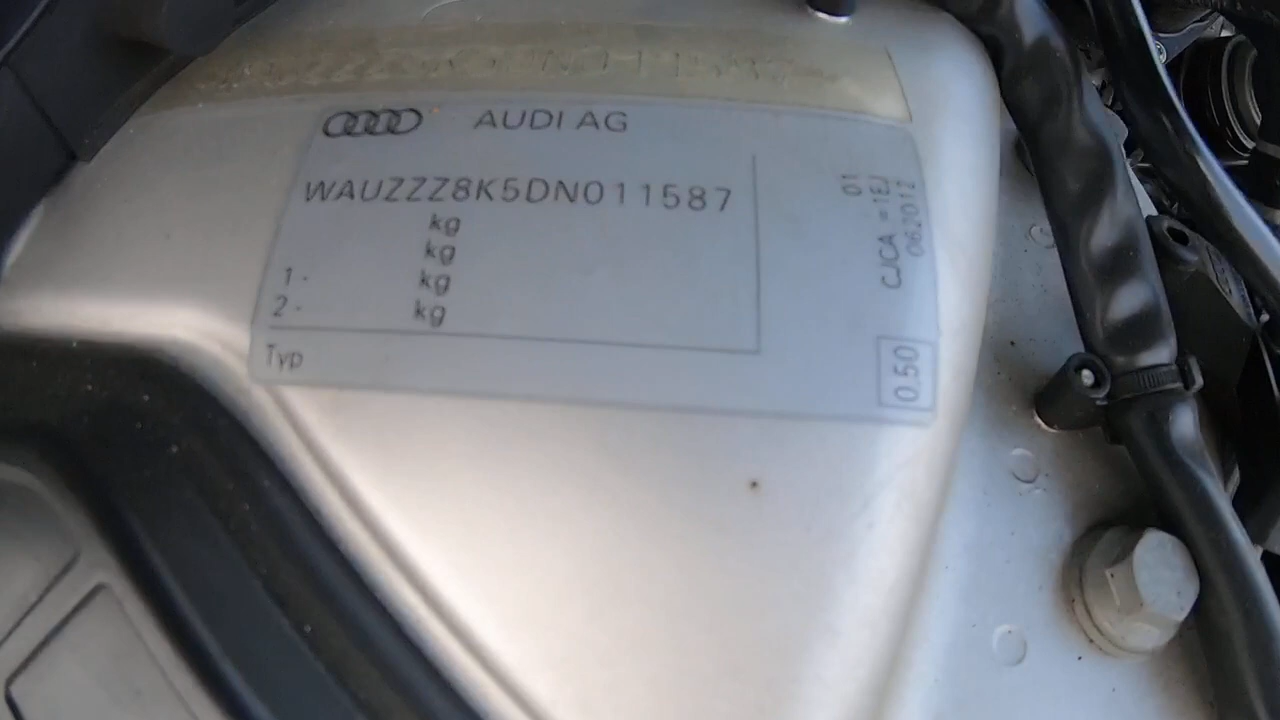 AUDI AG
WAUZZZ8K5DN011587
kg
kg
1 - kg
2 - kg
Typ
01
CJCA =1EJ
06.2012
0.50